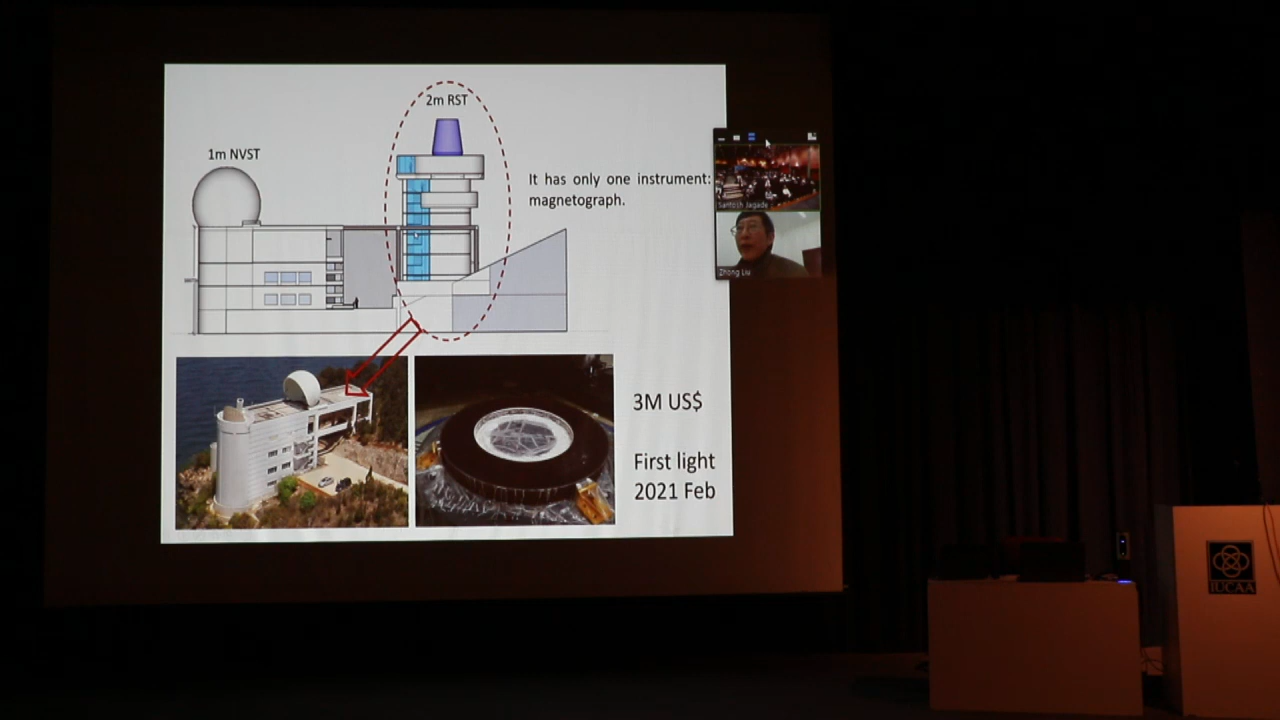 2m RST
1m NVST
It has only one instrument:
magnetograph.
Santosh Jagade
Zhong Liu
3M US$
First light
2021 Feb
IUCAA